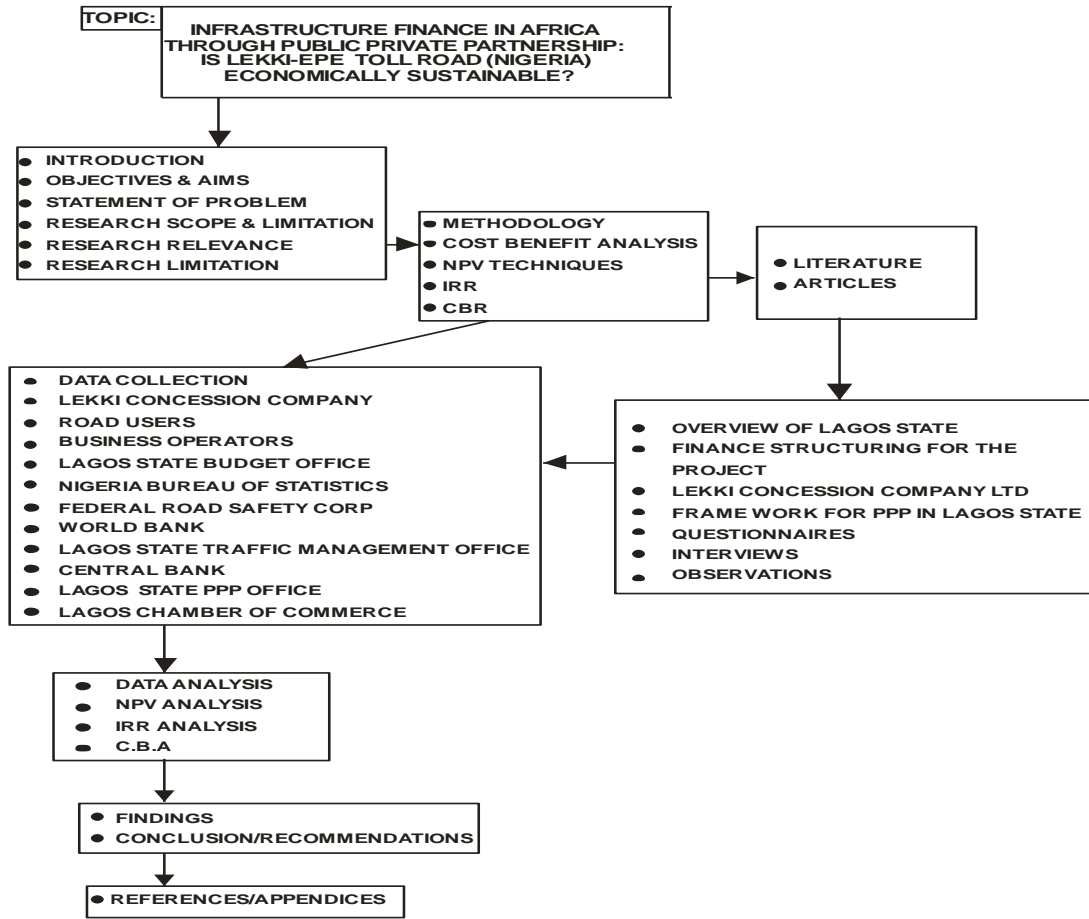 TOPIC:
INFRASTRUCTURE FINANCE IN AFRICA
THROUGH PUBLIC PRIVATE PARTNERSHIP:
IS LEKKI-EPE TOLL ROAD (NIGERIA)
ECONOMICALLY SUSTAINABLE?
INTRODUCTION
OBJECTIVES & AIMS
STATEMENT OF PROBLEM
RESEARCH SCOPE & LIMITATION
RESEARCH RELEVANCE
RESEARCH LIMITATION
METHODOLOGY
COST BENEFIT ANALYSIS
NPV TECHNIQUES
IRR
CBR
LITERATURE
ARTICLES
DATA COLLECTION
LEKKI CONCESSION COMPANY
ROAD USERS
BUSINESS OPERATORS
LAGOS STATE BUDGET OFFICE
NIGERIA BUREAU OF STATISTICS
FEDERAL ROAD SAFETY CORP
WORLD BANK
LAGOS STATE TRAFFIC MANAGEMENT OFFICE
CENTRAL BANK
LAGOS STATE PPP OFFICE
LAGOS CHAMBER OF COMMERCE
OVERVIEW OF LAGOS STATE
FINANCE STRUCTURING FOR THE
PROJECT
LEKKI CONCESSION COMPANY LTD
FRAME WORK FOR PPP IN LAGOS STATE
QUESTIONNAIRES
INTERVIEWS
OBSERVATIONS
DATA ANALYSIS
NPV ANALYSIS
IRR ANALYSIS
C.B.A
FINDINGS
CONCLUSION/RECOMMENDATIONS
REFERENCES/APPENDICES